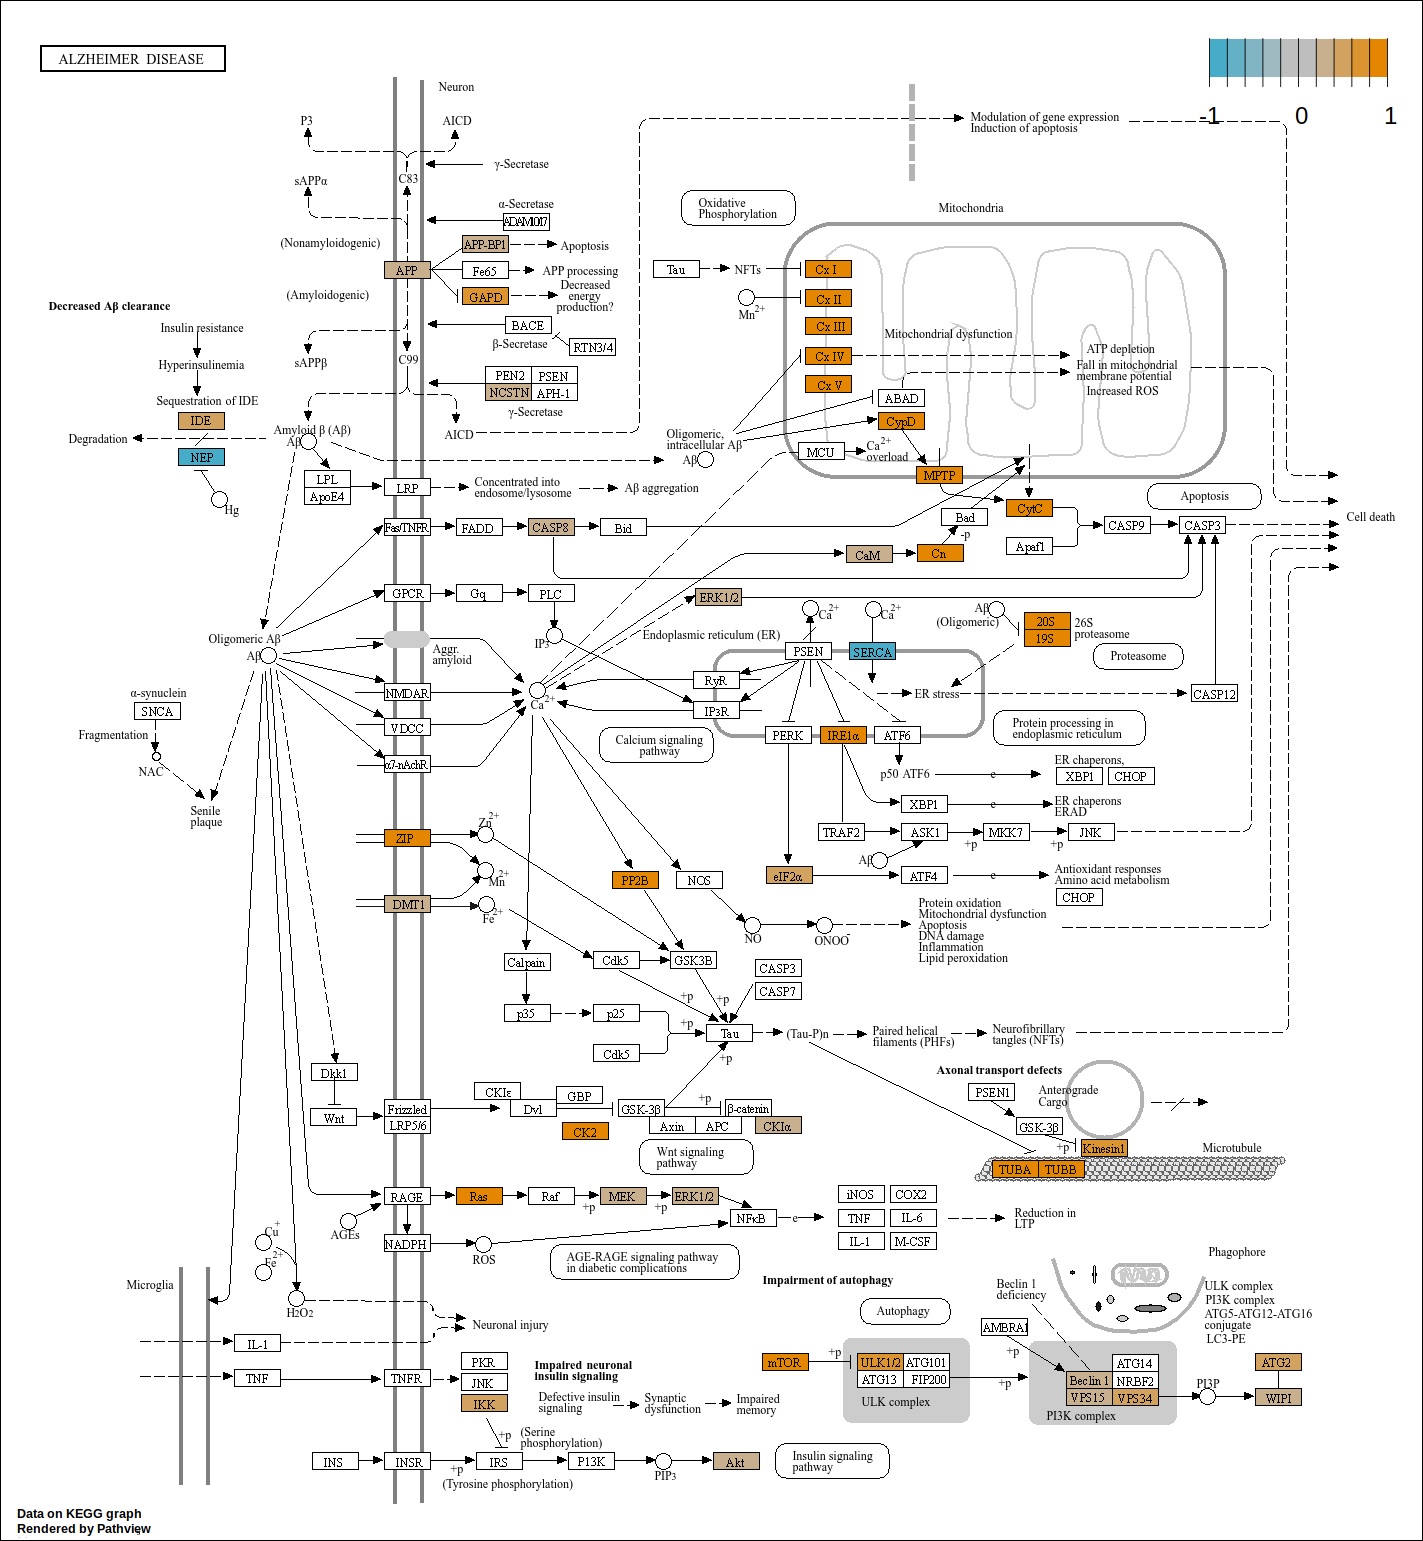 ALZHEIMER DISEASE
-1
0
1
Neuron
P3
AICD
Modulation of gene expression
Induction of apoptosis
γ-Secretase
sAPPα
C83
α-Secretase
ADAM1017
Oxidative
Phosphorylation
Mitochondria
(Nonamyloidogenic)
APP-BP1
Apoptosis
APP
Fe65
APP processing
Tau
NFTs
Cx I
(Amyloidogenic)
GAPD
Decreased
energy
production?
Mn2+
Cx II
Decreased Aβ clearance
Insulin resistance
BACE
β-Secretase
RTN3/4
Cx III
Mitochondrial dysfunction
Hyperinsulinemia
sAPPβ
C99
Cx IV
ATP depletion
Fall in mitochondrial
membrane potential
Increased ROS
PEN2
PSEN
NCSTN
APH-1
γ-Secretase
Cx V
ABAD
Sequestration of IDE
IDE
CypD
Degradation
Amyloid β (Aβ)
Aβ
AICD
Oligomeric,
intracellular Aβ
Aβ
NEP
MCU
Ca2+
overload
LPL
ApoE4
LRP
Concentrated into
endosome/lysosome
Aβ aggregation
MPTP
Hg
Apoptosis
CytC
Bad
-p
Cell death
Fas/TNFR
FADD
CASP8
Bid
CASP9
CASP3
Apaf1
CaM
Cn
GPCR
Gq
PLC
ERK1/2
IP3
Endoplasmic reticulum (ER)
Ca2+
Ca2+
Aβ
(Oligomeric)
20S
19S
26S
proteasome
Oligomeric Aβ
Aβ
Aggr.
amyloid
PSEN
SERCA
Proteasome
RyR
ER stress
CASP12
NMDAR
Ca2+
IP3R
α-synuclein
SNCA
VDCC
Fragmentation
Calcium signaling
pathway
PERK
IRE1α
ATF6
Protein processing in
endoplasmic reticulum
NAC
α7-nAchR
p50 ATF6
e
ER chaperons,
XBP1
CHOP
Senile
plaque
XBP1
e
ER chaperons
ERAD
Zn2+
ZIP
TRAF2
ASK1
+p
MKK7
+p
JNK
Aβ
Mn2+
PP2B
NOS
eIF2α
ATF4
e
Antioxidant responses
Amino acid metabolism
CHOP
DMT1
Fe2+
NO
ONOO-
Protein oxidation
Mitochondrial dysfunction
Apoptosis
DNA damage
Inflammation
Lipid peroxidation
Calpain
Cdk5
GSK3B
CASP3
CASP7
+p
+p
p35
p25
+p
Tau
(Tau-P)n
Paired helical
filaments (PHFs)
Neurofibrillary
tangles (NFTs)
Cdk5
+p
Dkk1
Axonal transport defects
PSEN1
Anterograde
Cargo
CKIε
GBP
Wnt
Frizzled
LRP5/6
Dvl
GSK-3β
+p
β-catenin
Axin
APC
CKIα
CK2
GSK-3β
+p
Kinesin1
Microtubule
Wnt signaling
pathway
TUBA
TUBB
RAGE
Ras
Raf
+p
MEK
+p
ERK1/2
iNOS
COX2
AGEs
NFκB
e
TNF
IL-6
Reduction in
LTP
Cu+
Fe2+
NADPH
ROS
IL-1
M-CSF
AGE-RAGE signaling pathway
in diabetic complications
Phagophore
Microglia
H2O2
Impairment of autophagy
Beclin 1
deficiency
ULK complex
PI3K complex
ATG5-ATG12-ATG16
conjugate
LC3-PE
Autophagy
Neuronal injury
AMBRA1
IL-1
+p
+p
PKR
Impaired neuronal
insulin signaling
mTOR
ULK1/2
ATG101
ATG13
FIP200
ULK complex
+p
ATG14
Beclin 1
NRBF2
VPS15
VPS34
PI3K complex
PI3P
ATG2
WIPI
TNF
TNFR
JNK
IKK
Defective insulin
signaling
Synaptic
dysfunction
Impaired
memory
+p
(Serine
phosphorylation)
INS
INSR
+p
IRS
P13K
PIP3
Akt
Insulin signaling
pathway
(Tyrosine phosphorylation)
Data on KEGG graph
Rendered by Pathview